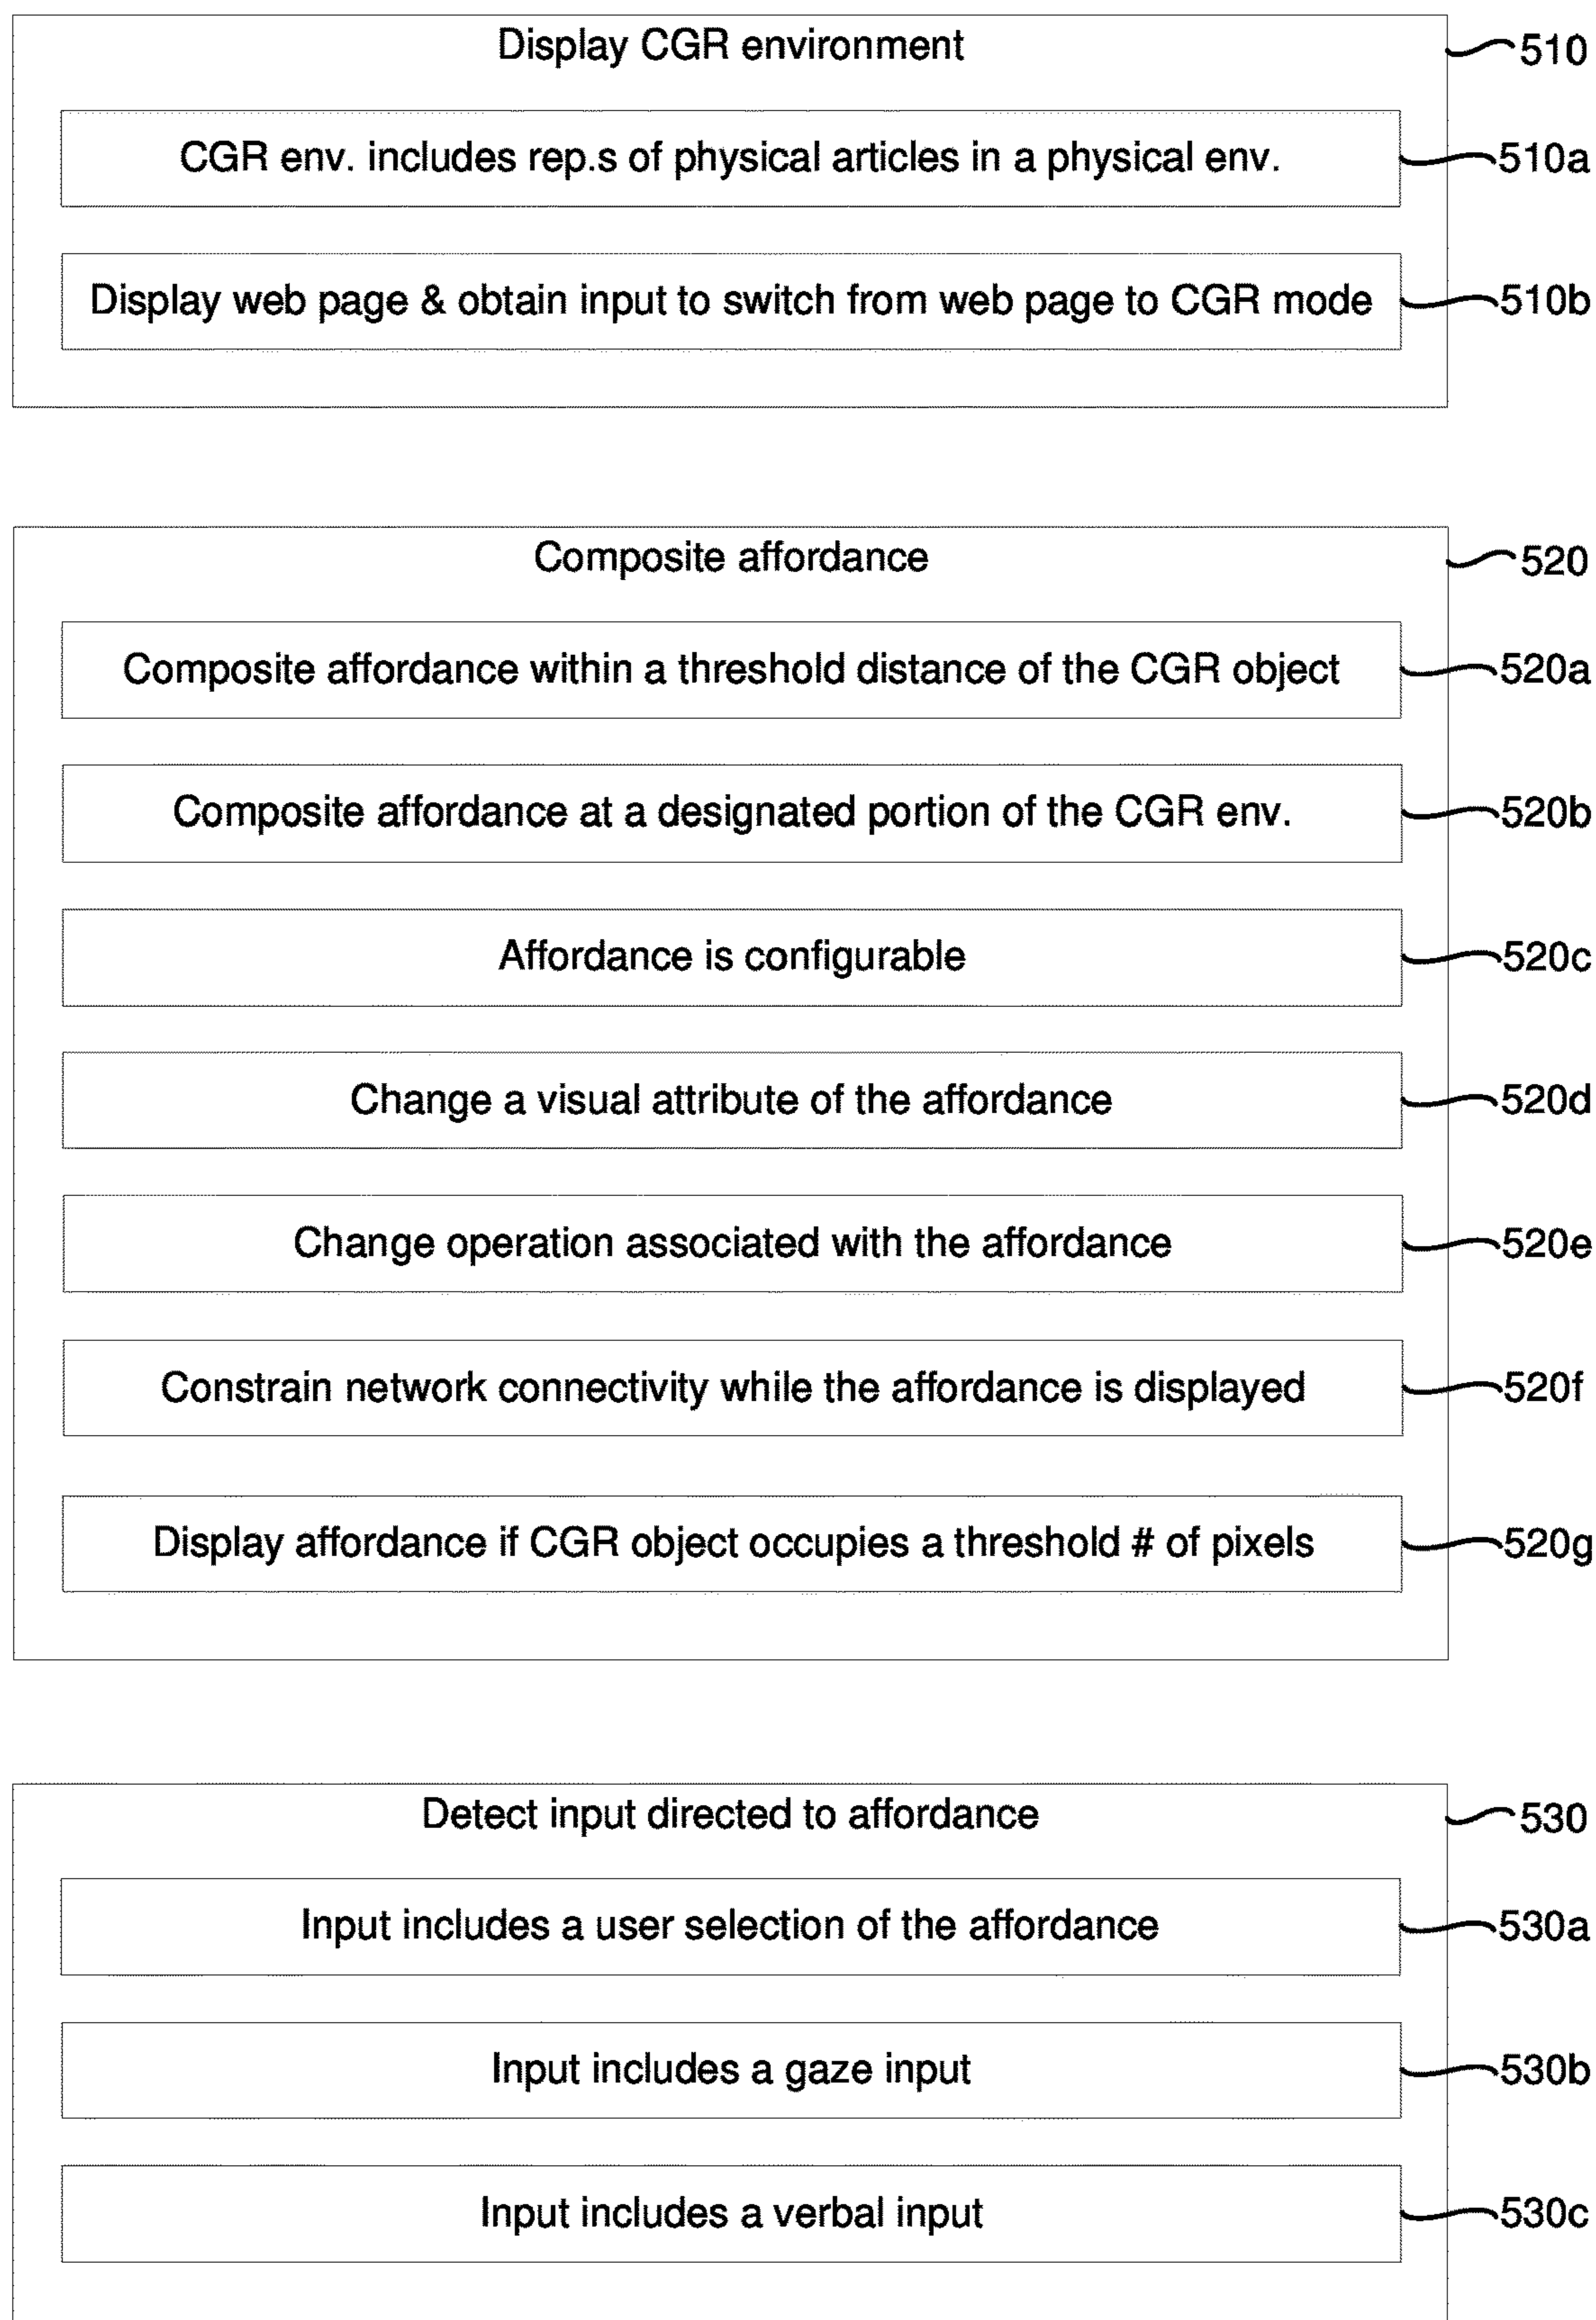 Display CGR environment 510
CGR env. includes rep.s of physical articles in a physical env. 510a
Display web page & obtain input to switch from web page to CGR mode 510b
Composite affordance 520
Composite affordance within a threshold distance of the CGR object 520a
Composite affordance at a designated portion of the CGR env. 520b
Affordance is configurable 520c
Change a visual attribute of the affordance 520d
Change operation associated with the affordance 520e
Constrain network connectivity while the affordance is displayed 520f
Display affordance if CGR object occupies a threshold # of pixels 520g
Detect input directed to affordance 530
Input includes a user selection of the affordance 530a
Input includes a gaze input 530b
Input includes a verbal input 530c